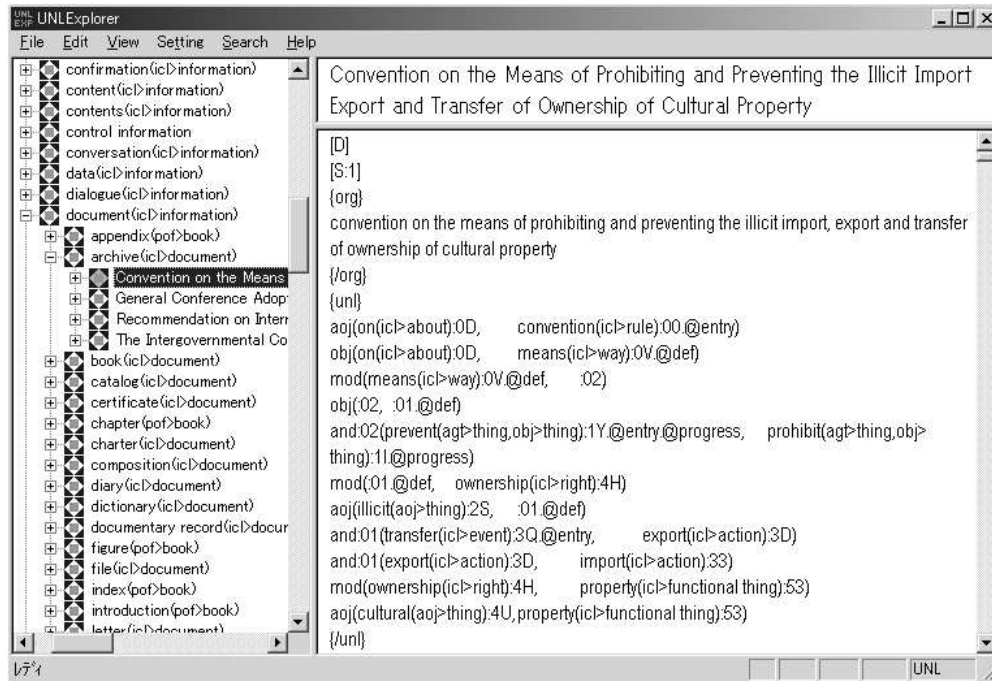 UNL EXP UNLExplorer
File Edit View Setting Search Help
confirmation(icl>information)
content(icl>information)
contents(icl>information)
control information
conversation(icl>information)
data(icl>information)
dialogue(icl>information)
document(icl>information)
appendix(pof>book)
archive(icl>document)
Convention on the Means
General Conference Adop
Recommendation on Intern
The Intergovernmental Co
book(icl>document)
catalog(icl>document)
certificate(icl>document)
chapter(pof>book)
charter(icl>document)
composition(icl>document)
diary(icl>document)
dictionary(icl>document)
documentary record(icl>docur
figure(pof>book)
file(icl>document)
index(pof>book)
introduction(pof>book)
letter(icl>document)
Convention on the Means of Prohibiting and Preventing the Illicit Import
Export and Transfer of Ownership of Cultural Property
[D]
[S:1]
{org}
convention on the means of prohibiting and preventing the illicit import, export and transfer
of ownership of cultural property
{/org}
{unl}
aoj(on(icl>about):0D, convention(icl>rule):00.@entry)
obj(on(icl>about):0D, means(icl>way):0V.@def)
mod(means(icl>way):0V.@def, :02)
obj(:02, :01.@def)
and:02(prevent(agt>thing,obj>thing):1Y.@entry.@progress, prohibit(agt>thing,obj>
thing):1I.@progress)
mod(:01.@def, ownership(icl>right):4H)
aoj(illicit(aoj>thing):2S, :01.@def)
and:01(transfer(icl>event):3Q.@entry, export(icl>action):3D)
and:01(export(icl>action):3D, import(icl>action):33)
mod(ownership(icl>right):4H, property(icl>functional thing):53)
aoj(cultural(aoj>thing):4U,property(icl>functional thing):53)
{/unl}
ﾚﾃﾞｨ
UNL